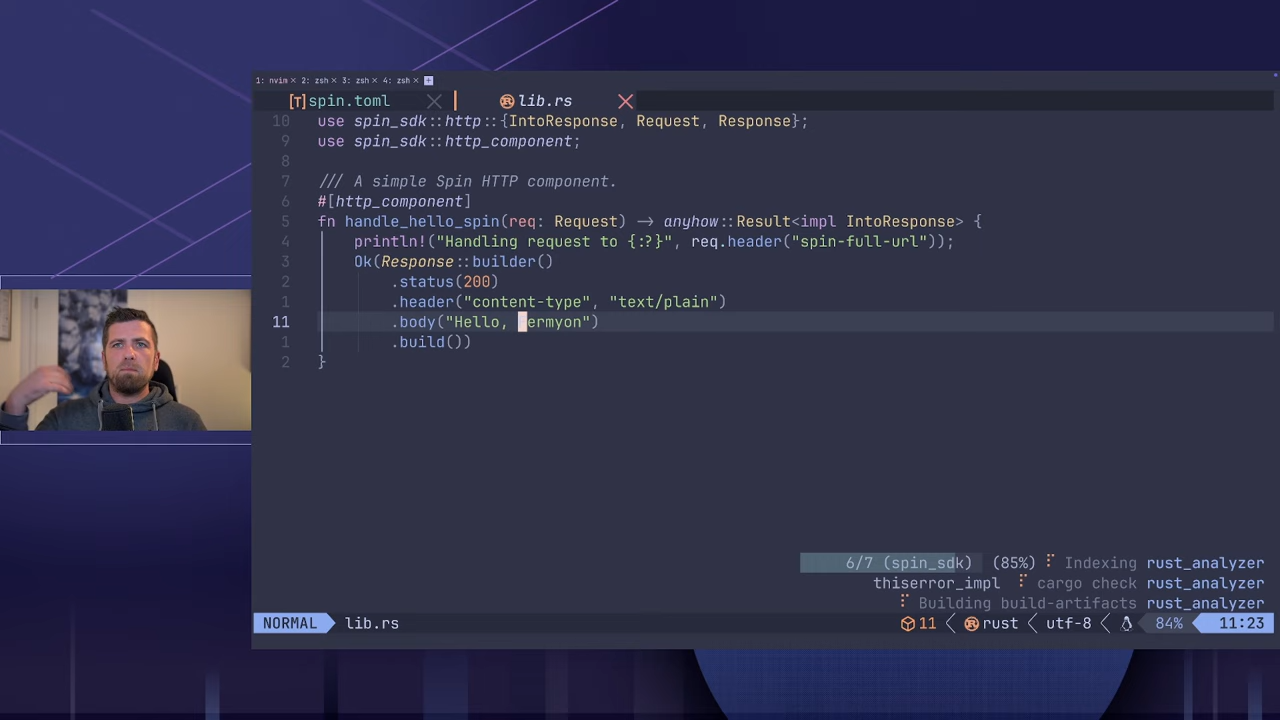 1: nvim × 2: zsh × 3: zsh × 4: zsh × +
[T] spin.toml lib.rs
10 use spin_sdk::http::{IntoResponse, Request, Response};
9 use spin_sdk::http_component;
8
7 /// A simple Spin HTTP component.
6 #[http_component]
5 fn handle_hello_spin(req: Request) -> anyhow::Result<impl IntoResponse> {
4 println!("Handling request to {:?}", req.header("spin-full-url"));
3 Ok(Response::builder()
2 .status(200)
1 .header("content-type", "text/plain")
11 .body("Hello, ermyon")
1 .build())
2 }
6/7 (spin_sdk) (85%) Indexing rust_analyzer
thiserror_impl cargo check rust_analyzer
Building build-artifacts rust_analyzer
NORMAL lib.rs 11 rust utf-8 84% 11:23